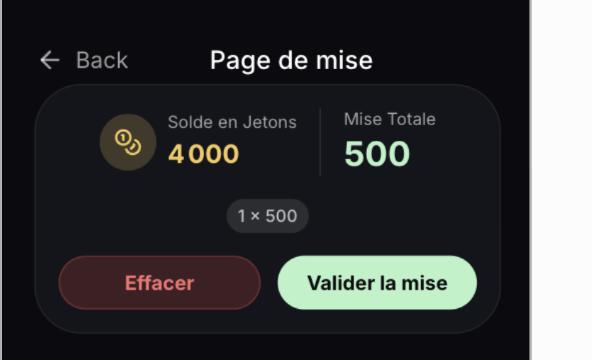 ← Back
Page de mise
Solde en Jetons
4 000
Mise Totale
500
1 × 500
Effacer
Valider la mise